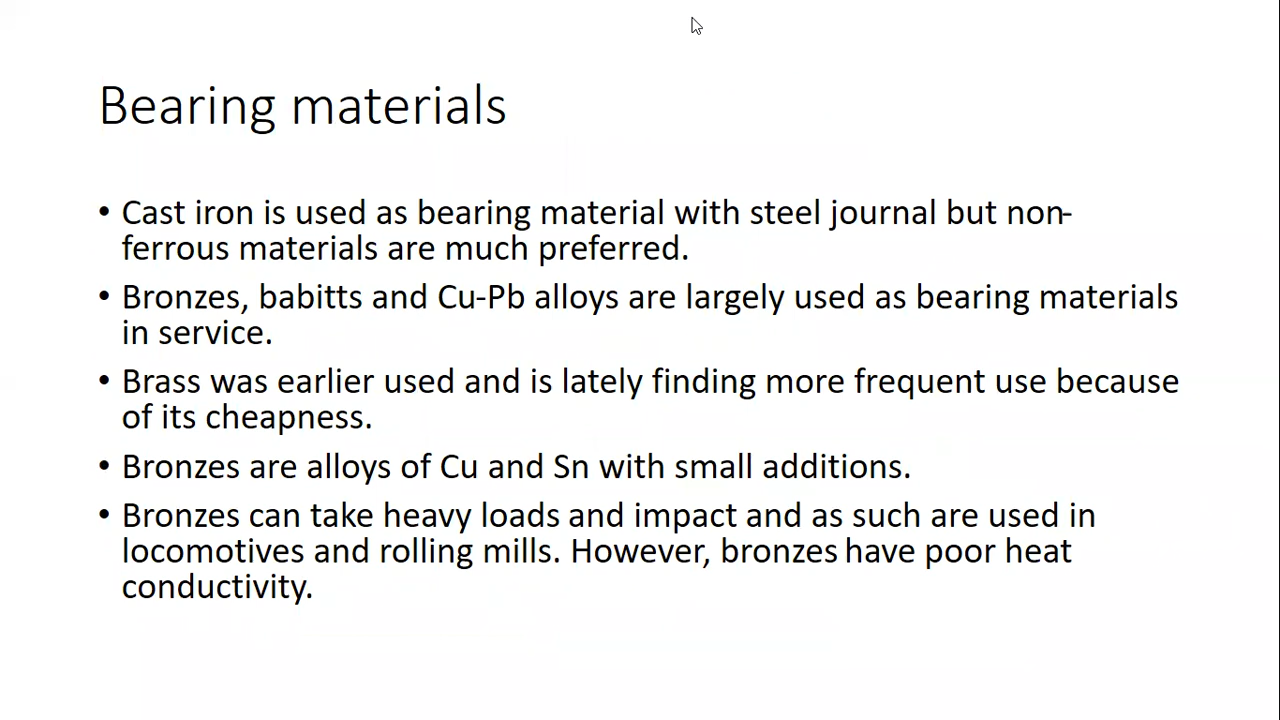 Bearing materials
• Cast iron is used as bearing material with steel journal but non-
ferrous materials are much preferred.
• Bronzes, babitts and Cu-Pb alloys are largely used as bearing materials
in service.
• Brass was earlier used and is lately finding more frequent use because
of its cheapness.
• Bronzes are alloys of Cu and Sn with small additions.
• Bronzes can take heavy loads and impact and as such are used in
locomotives and rolling mills. However, bronzes have poor heat
conductivity.